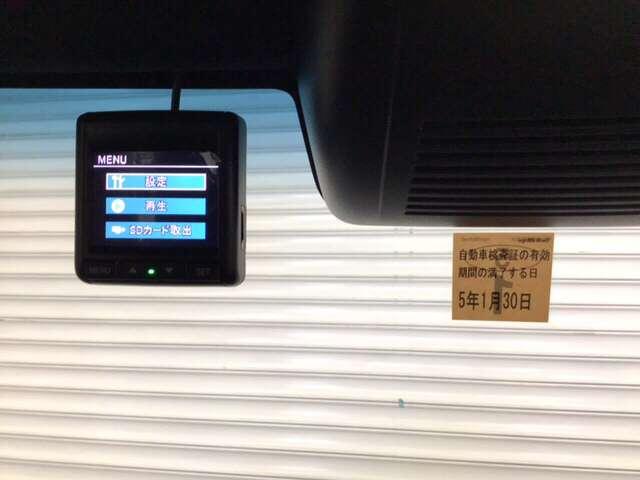 MENU
設定
再生
SDカード取出
MENU
SET
自動車検査証の有効
期間の満了する日
5年1月30日